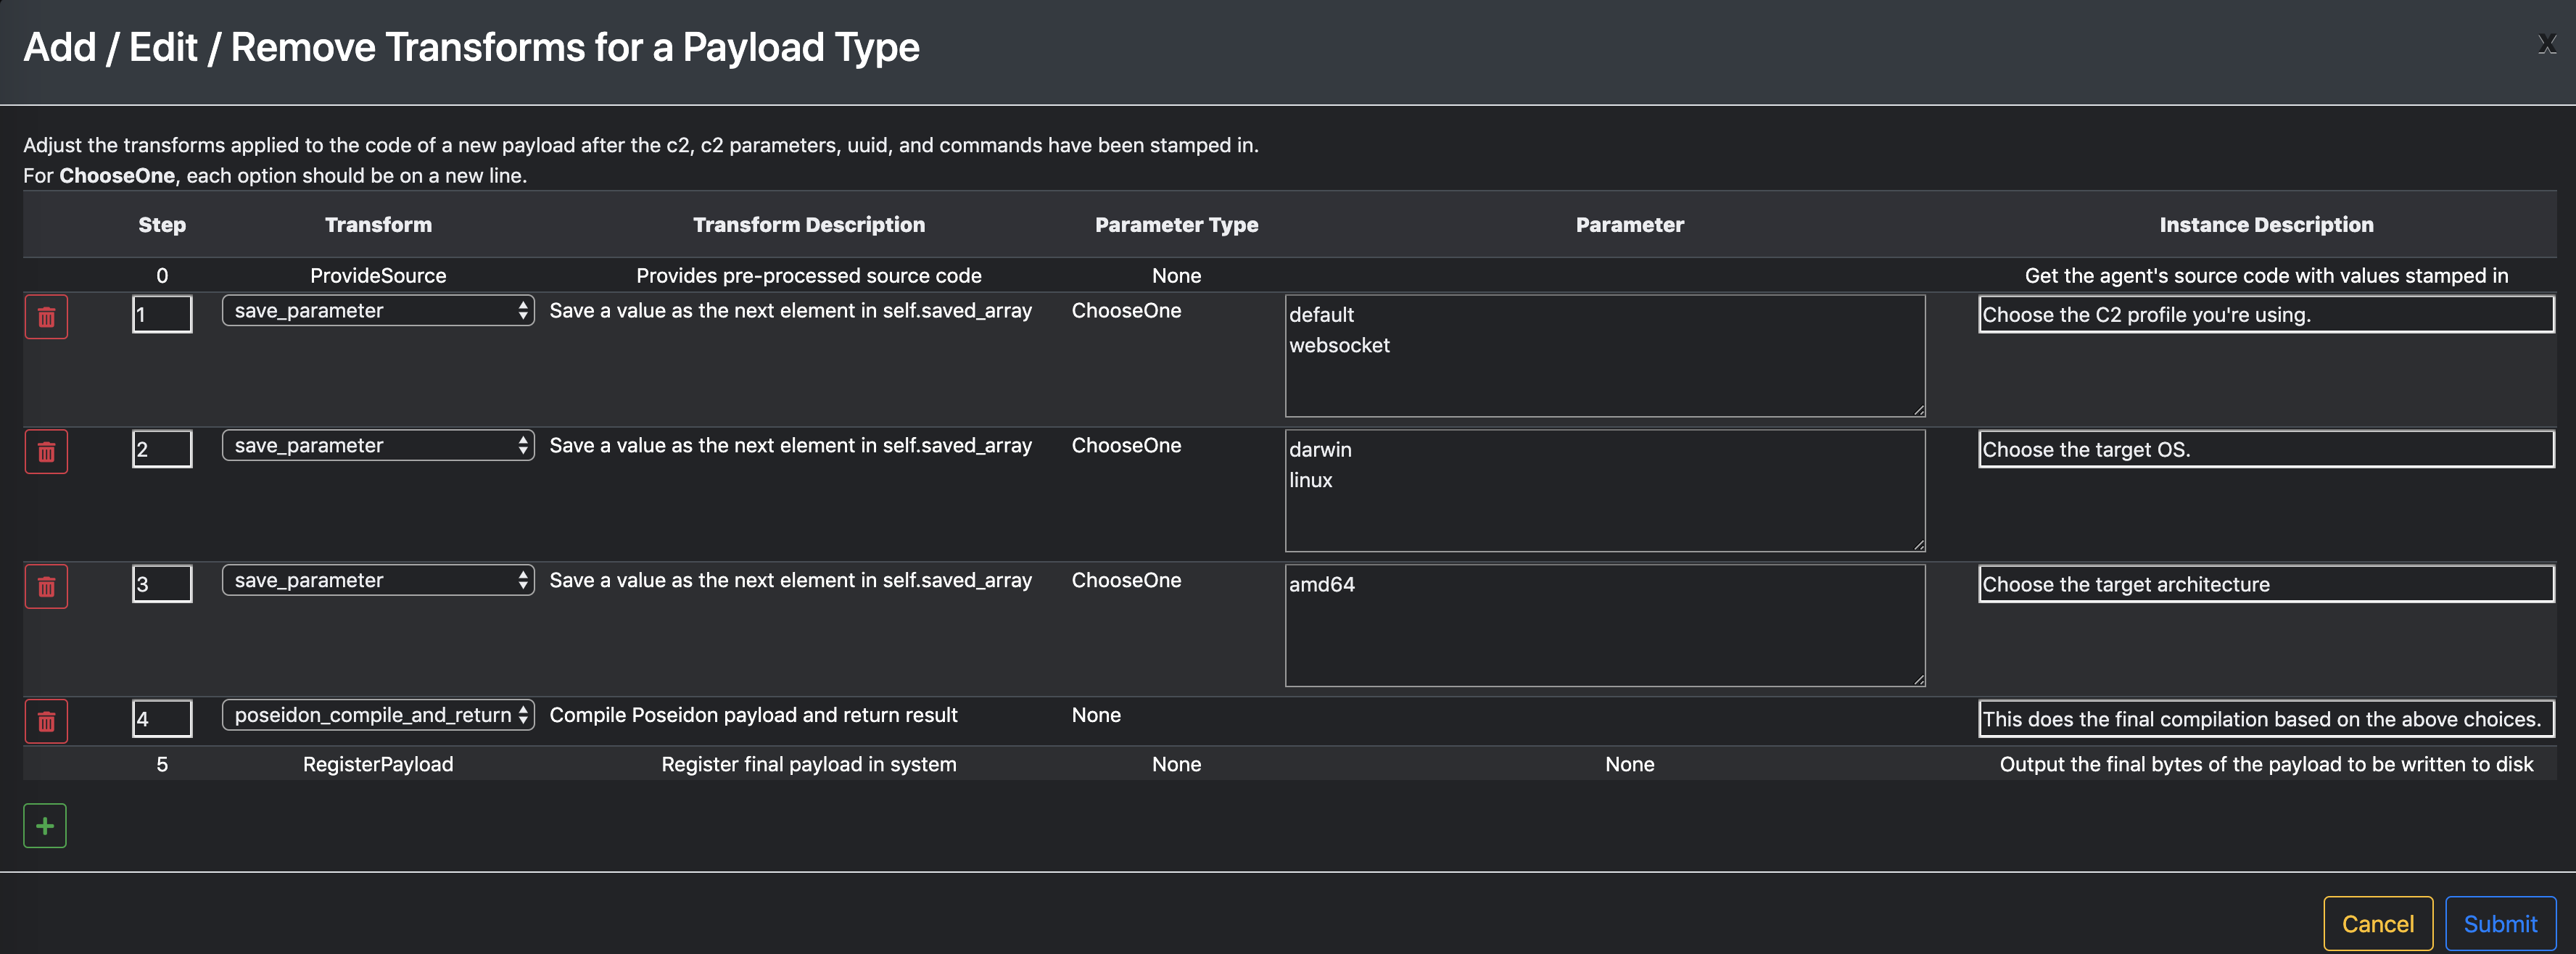 Add / Edit / Remove Transforms for a Payload Type
X
Adjust the transforms applied to the code of a new payload after the c2, c2 parameters, uuid, and commands have been stamped in.
For ChooseOne, each option should be on a new line.
Step Transform Transform Description Parameter Type Parameter Instance Description
0 ProvideSource Provides pre-processed source code None Get the agent's source code with values stamped in
1 save_parameter Save a value as the next element in self.saved_array ChooseOne default Choose the C2 profile you're using.
websocket
2 save_parameter Save a value as the next element in self.saved_array ChooseOne darwin Choose the target OS.
linux
3 save_parameter Save a value as the next element in self.saved_array ChooseOne amd64 Choose the target architecture
4 poseidon_compile_and_return Compile Poseidon payload and return result None This does the final compilation based on the above choices.
5 RegisterPayload Register final payload in system None None Output the final bytes of the payload to be written to disk
+
Cancel Submit